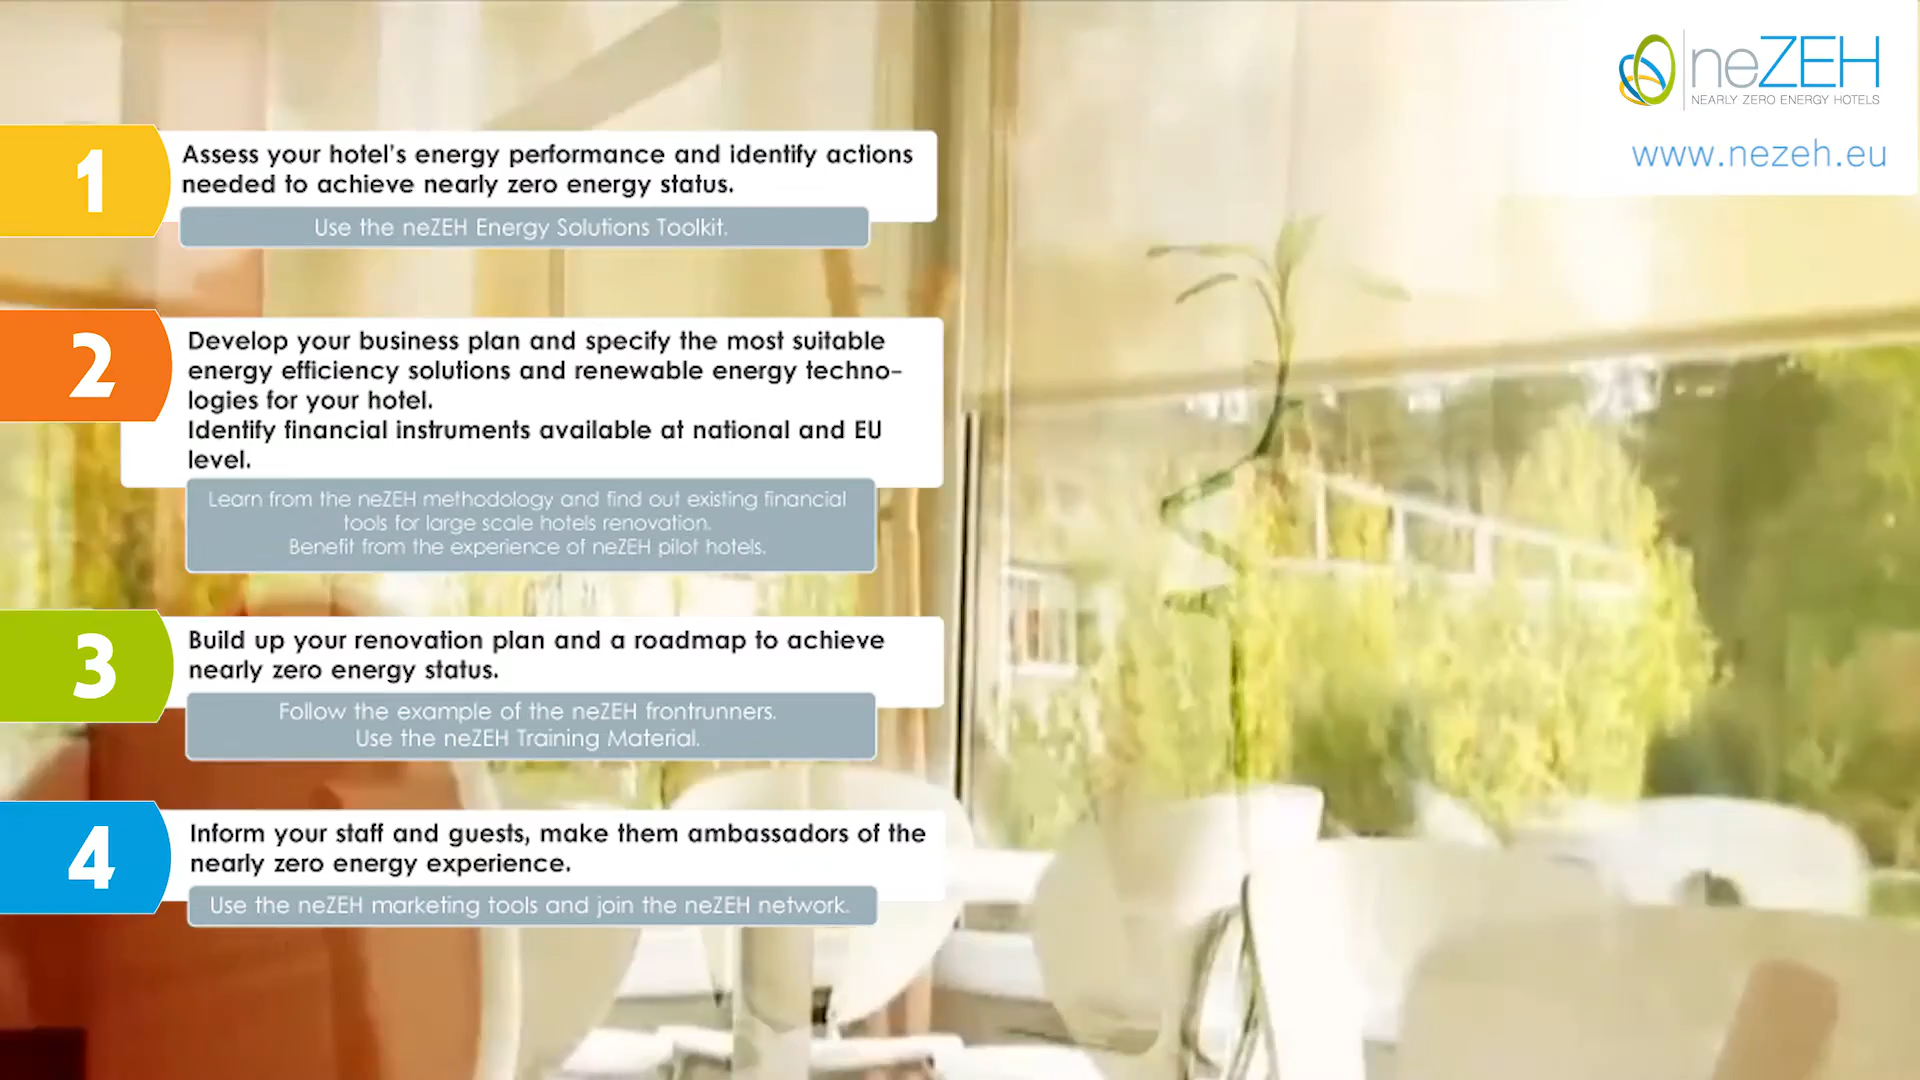 neZEH
NEARLY ZERO ENERGY HOTELS
www.nezeh.eu
1
Assess your hotel's energy performance and identify actions
needed to achieve nearly zero energy status.
Use the neZEH Energy Solutions Toolkit.
2
Develop your business plan and specify the most suitable
energy efficiency solutions and renewable energy techno-
logies for your hotel.
Identify financial instruments available at national and EU
level.
Learn from the neZEH methodology and find out existing financial
tools for large scale hotels renovation.
Benefit from the experience of neZEH pilot hotels.
3
Build up your renovation plan and a roadmap to achieve
nearly zero energy status.
Follow the example of the neZEH frontrunners.
Use the neZEH Training Material.
4
Inform your staff and guests, make them ambassadors of the
nearly zero energy experience.
Use the neZEH marketing tools and join the neZEH network.